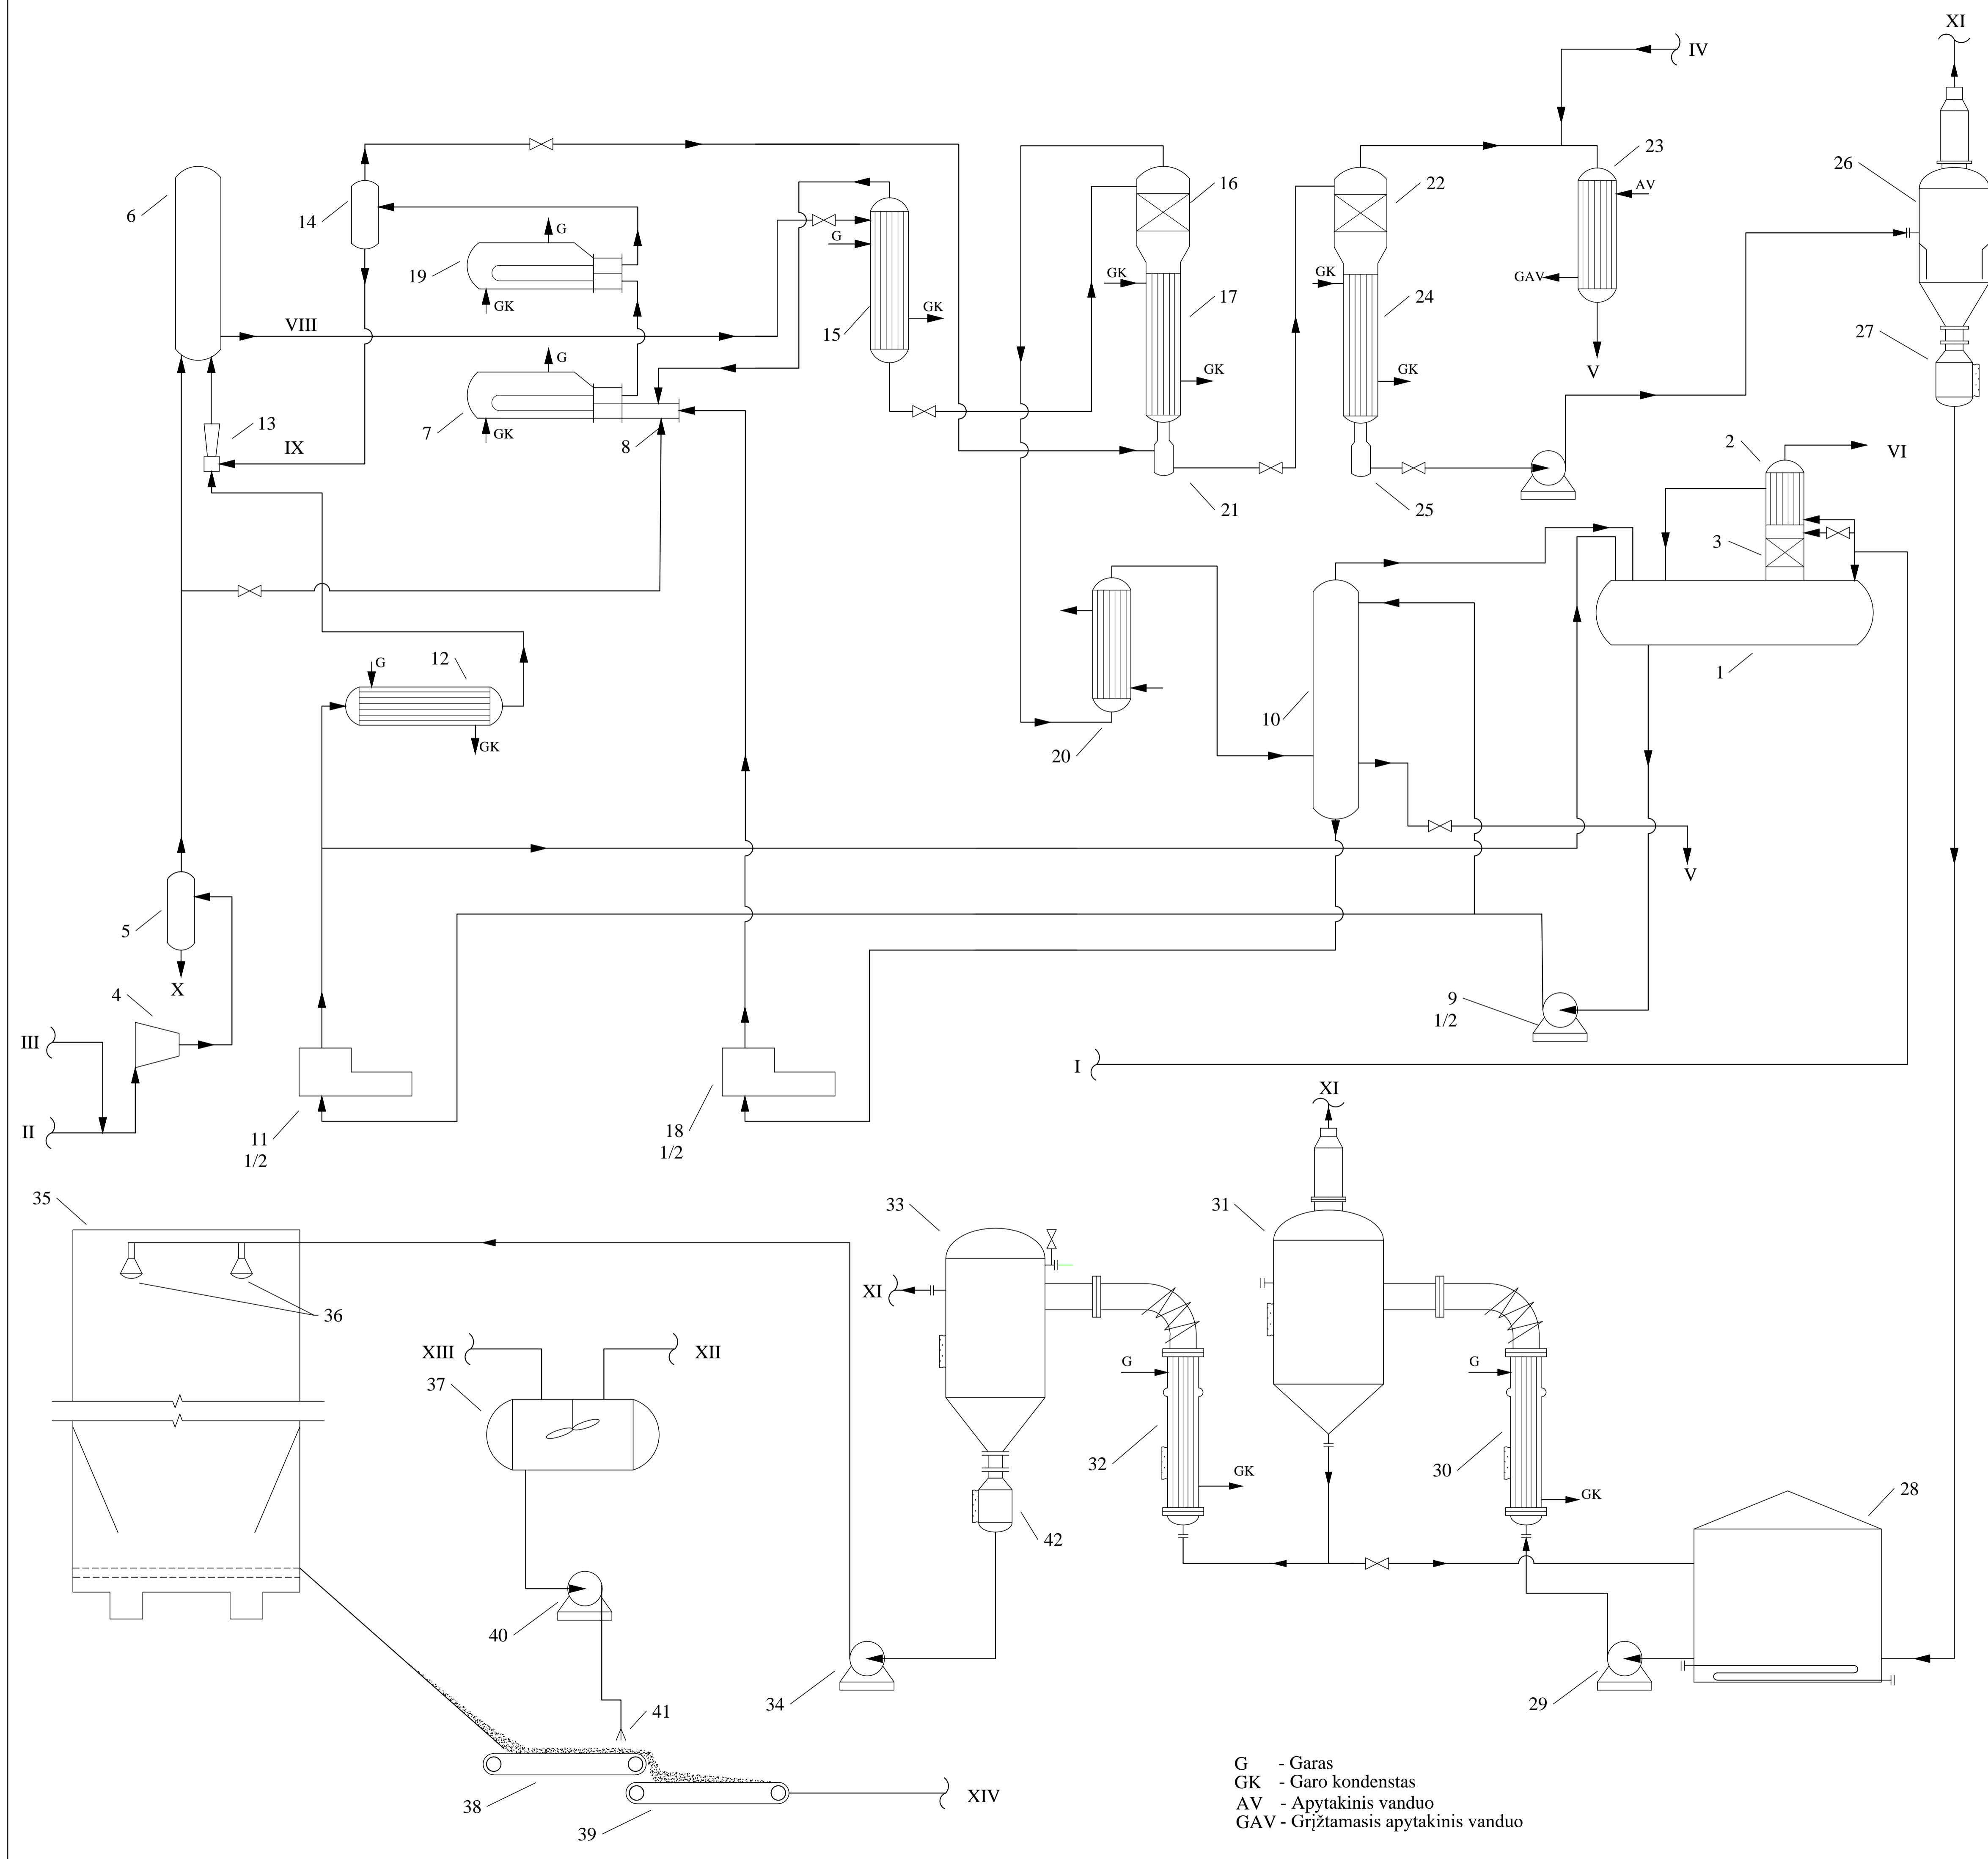 XI
IV
23
26
AV
6
14
G
16
22
19
G
GK
GK
GK
17
24
GAV
GK
VIII
15
27
G
GK
GK
V
7
GK
8
13
IX
2
VI
21
25
3
12
G
10
1
GK
20
V
5
X
4
9
1/2
III
I
XI
II
11
1/2
18
1/2
35
33
31
36
XI
XIII
XII
G
G
37
32
GK
30
GK
28
42
40
34
29
41
38
XIV
39
G - Garas
GK - Garo kondenstas
AV - Apytakinis vanduo
GAV - Grįžtamasis apytakinis vanduo